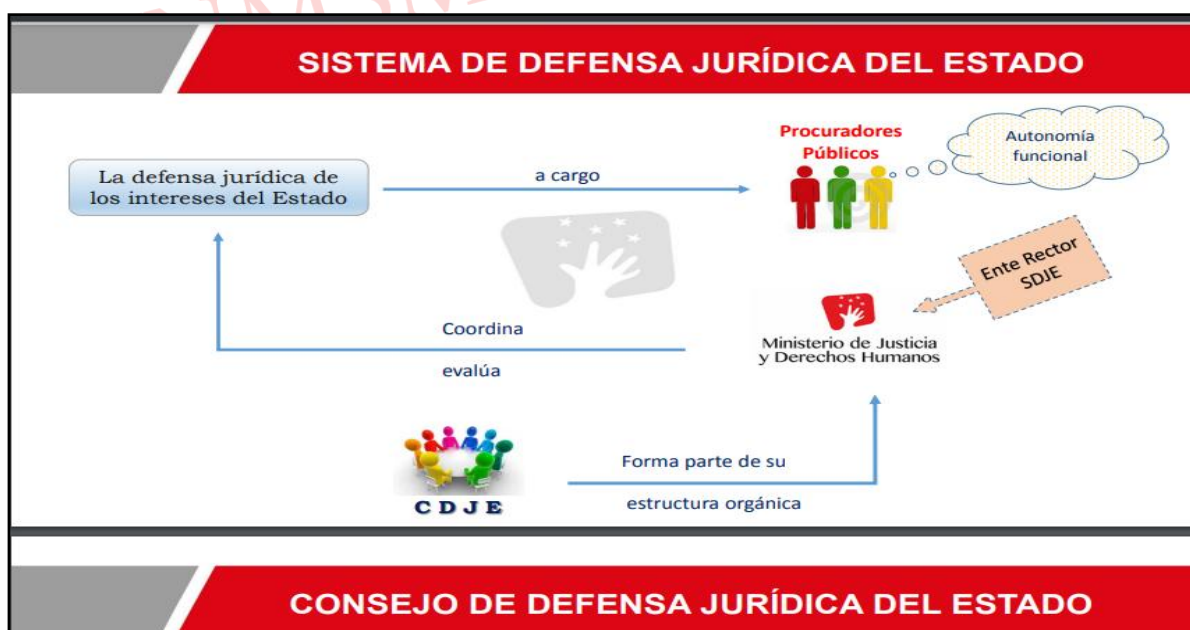 SISTEMA DE DEFENSA JURÍDICA DEL ESTADO
Procuradores
Públicos
Autonomía
funcional
La defensa jurídica de
los intereses del Estado
a cargo
Ente Rector
SDJE
Coordina
evalúa
Ministerio de Justicia
y Derechos Humanos
Forma parte de su
estructura orgánica
C D J E
CONSEJO DE DEFENSA JURÍDICA DEL ESTADO